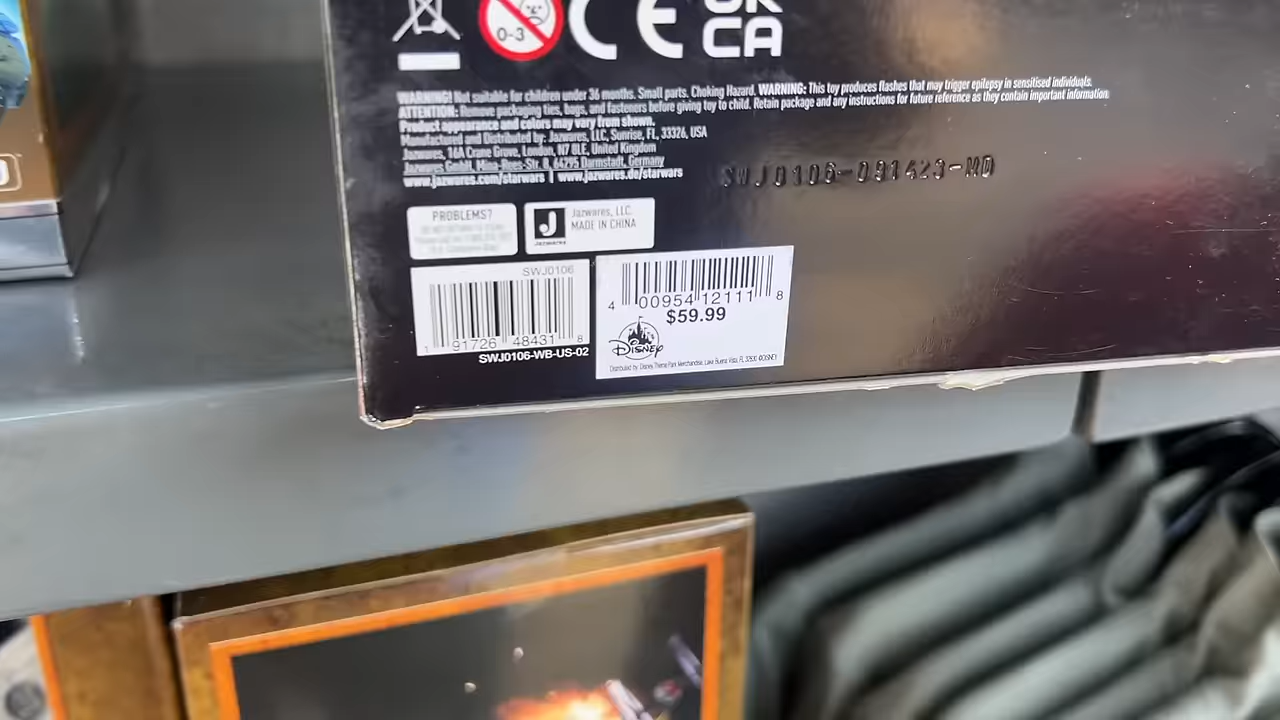 0-3
CE
UK
CA
WARNING! Not suitable for children under 36 months. Small parts. Choking Hazard. WARNING: This toy produces flashes that may trigger epilepsy in sensitised individuals.
ATTENTION: Remove packaging ties, bags, and fasteners before giving toy to child. Retain package and any instructions for future reference as they contain important information.
Product appearance and colors may vary from shown.
Manufactured and Distributed by: Jazwares, LLC, Sunrise, FL, 33326, USA
Jazwares, 16A Crane Grove, London, N7 8LE, United Kingdom
Jazwares GmbH, Mina-Rees-Str. 8, 64295 Darmstadt, Germany
www.jazwares.com/starwars | www.jazwares.de/starwars
SWJ0106-091423-MD
PROBLEMS?
J
Jazwares
Jazwares, LLC.
MADE IN CHINA
SWJ0106
1 91726 48431 8
SWJ0106-WB-US-02
4 00954 12111 8
$59.99
Disney
Distributed by Disney Theme Park Merchandise, Lake Buena Vista, FL 32830 ©DISNEY